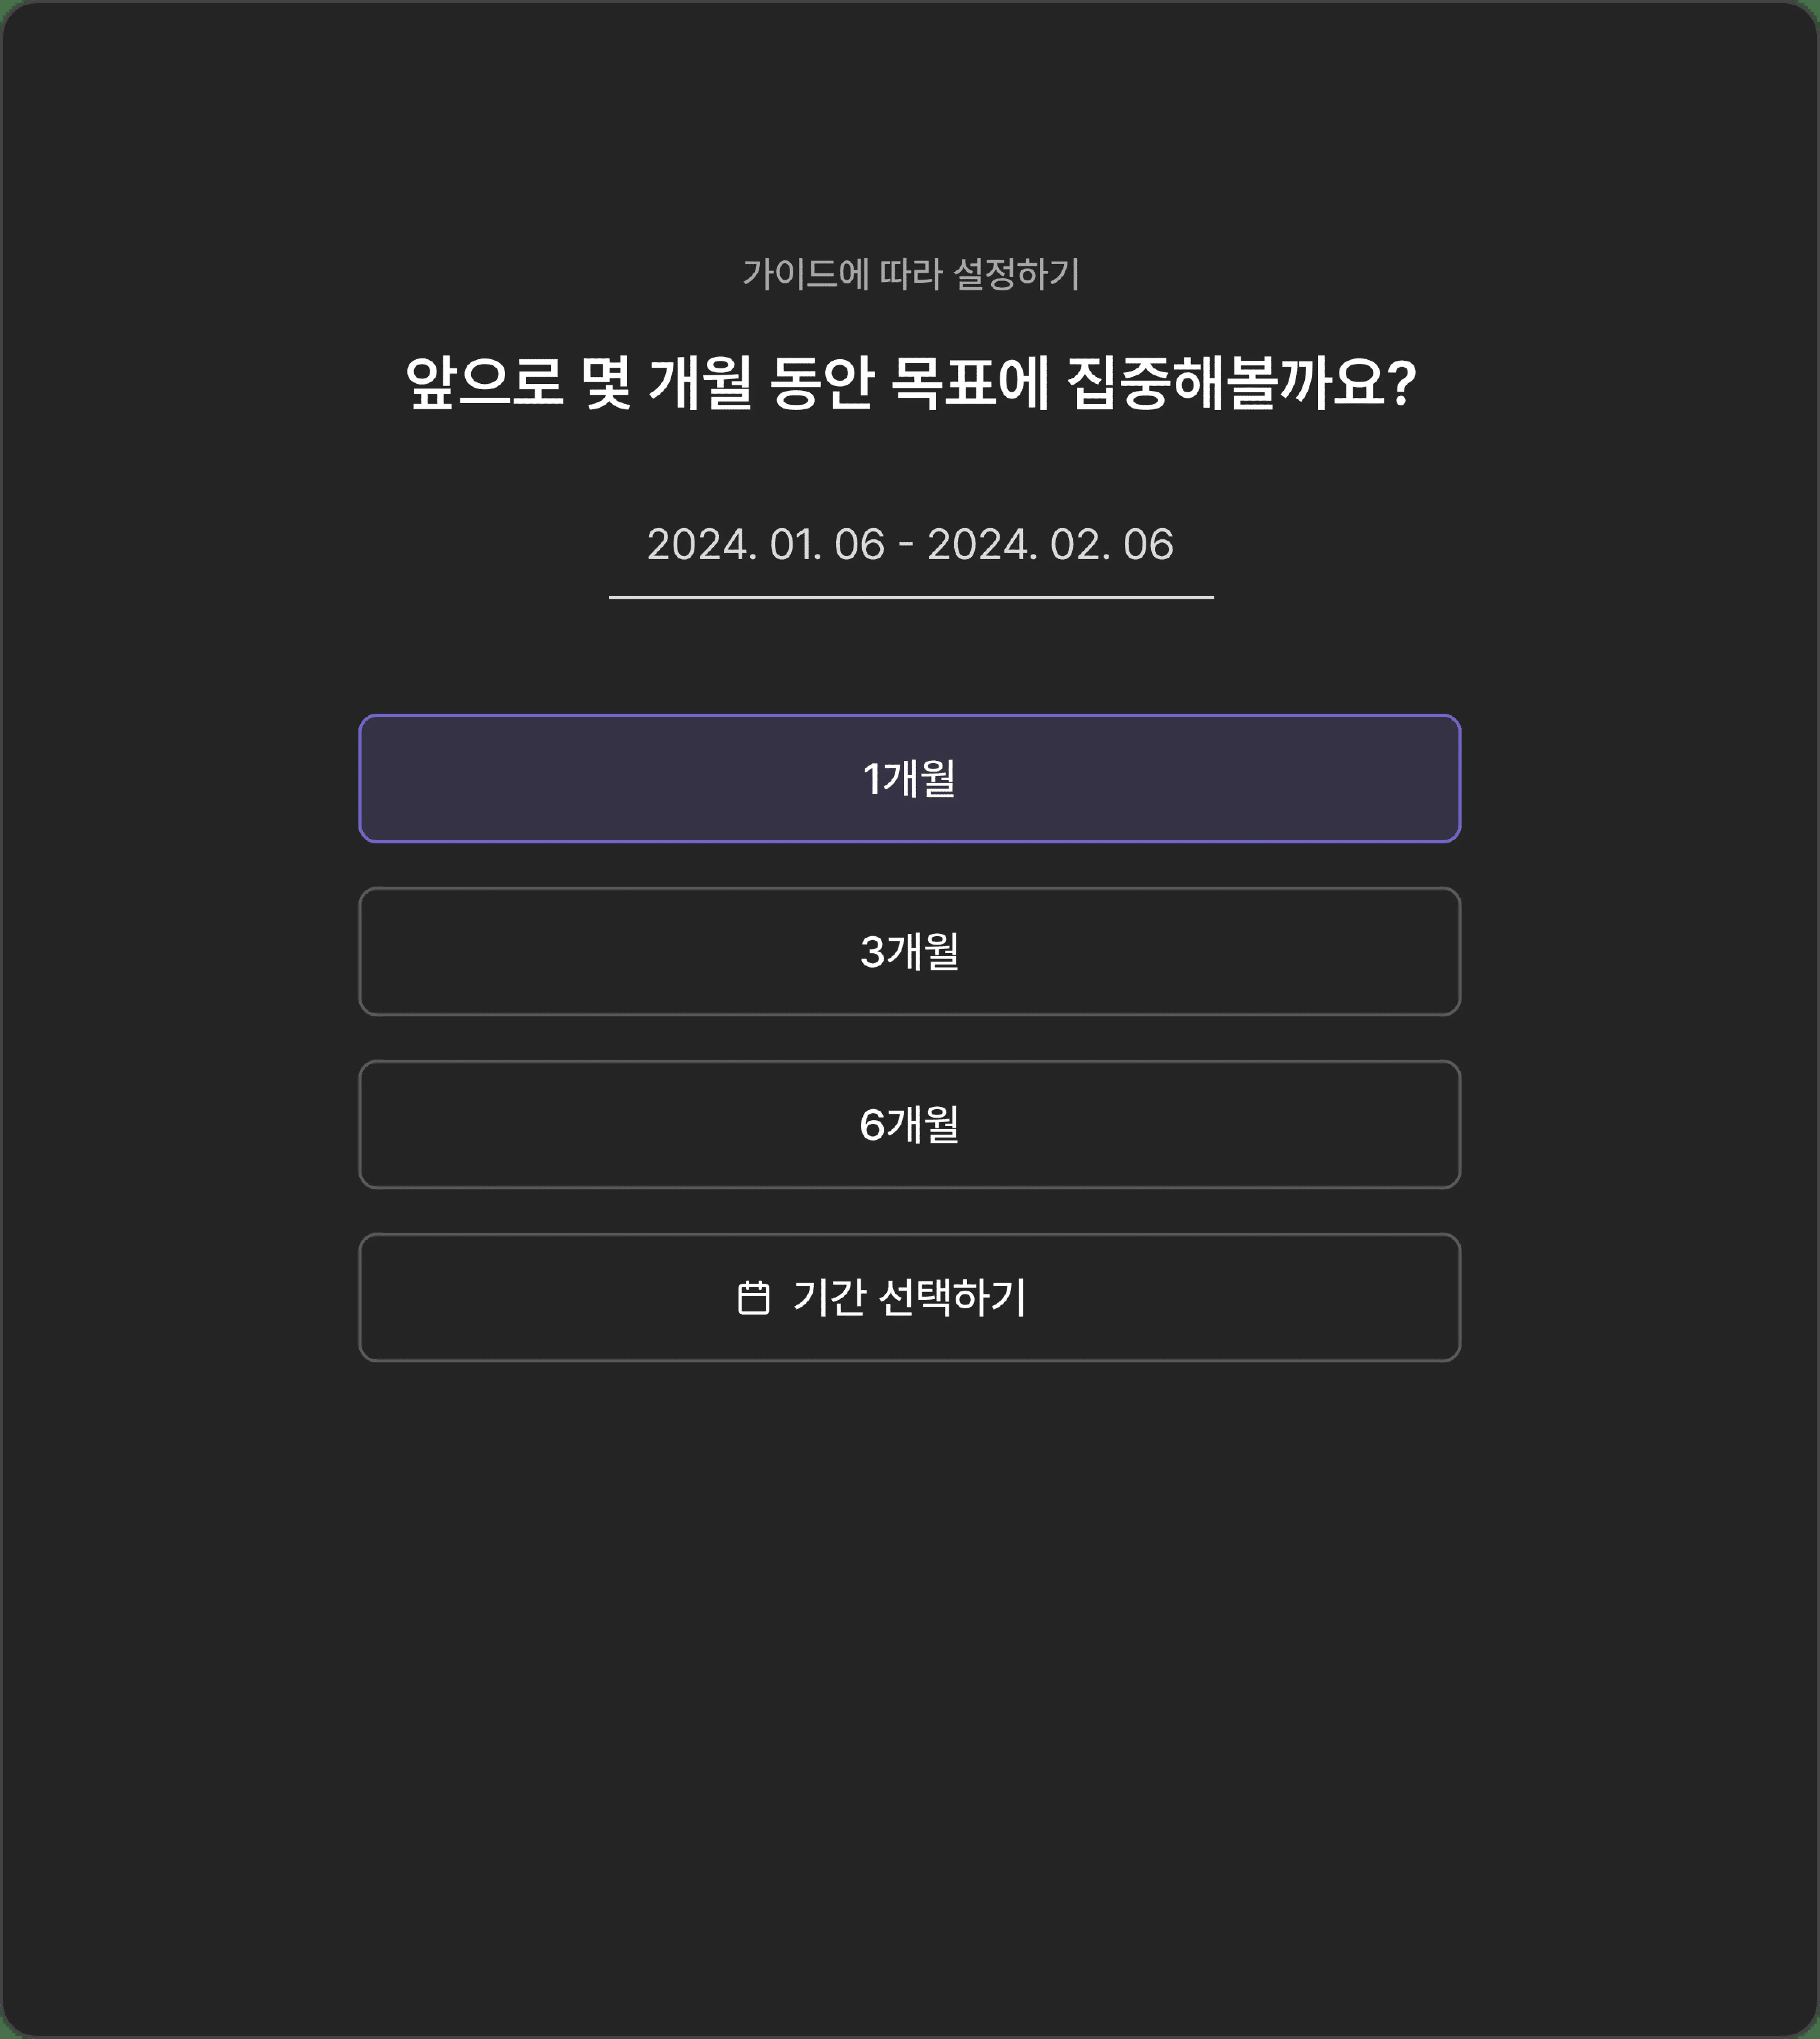 가이드에 따라 설정하기
앞으로 몇 개월 동안 목표에 집중해볼까요?
2024. 01. 06 - 2024. 02. 06
1개월
3개월
6개월
기간 선택하기